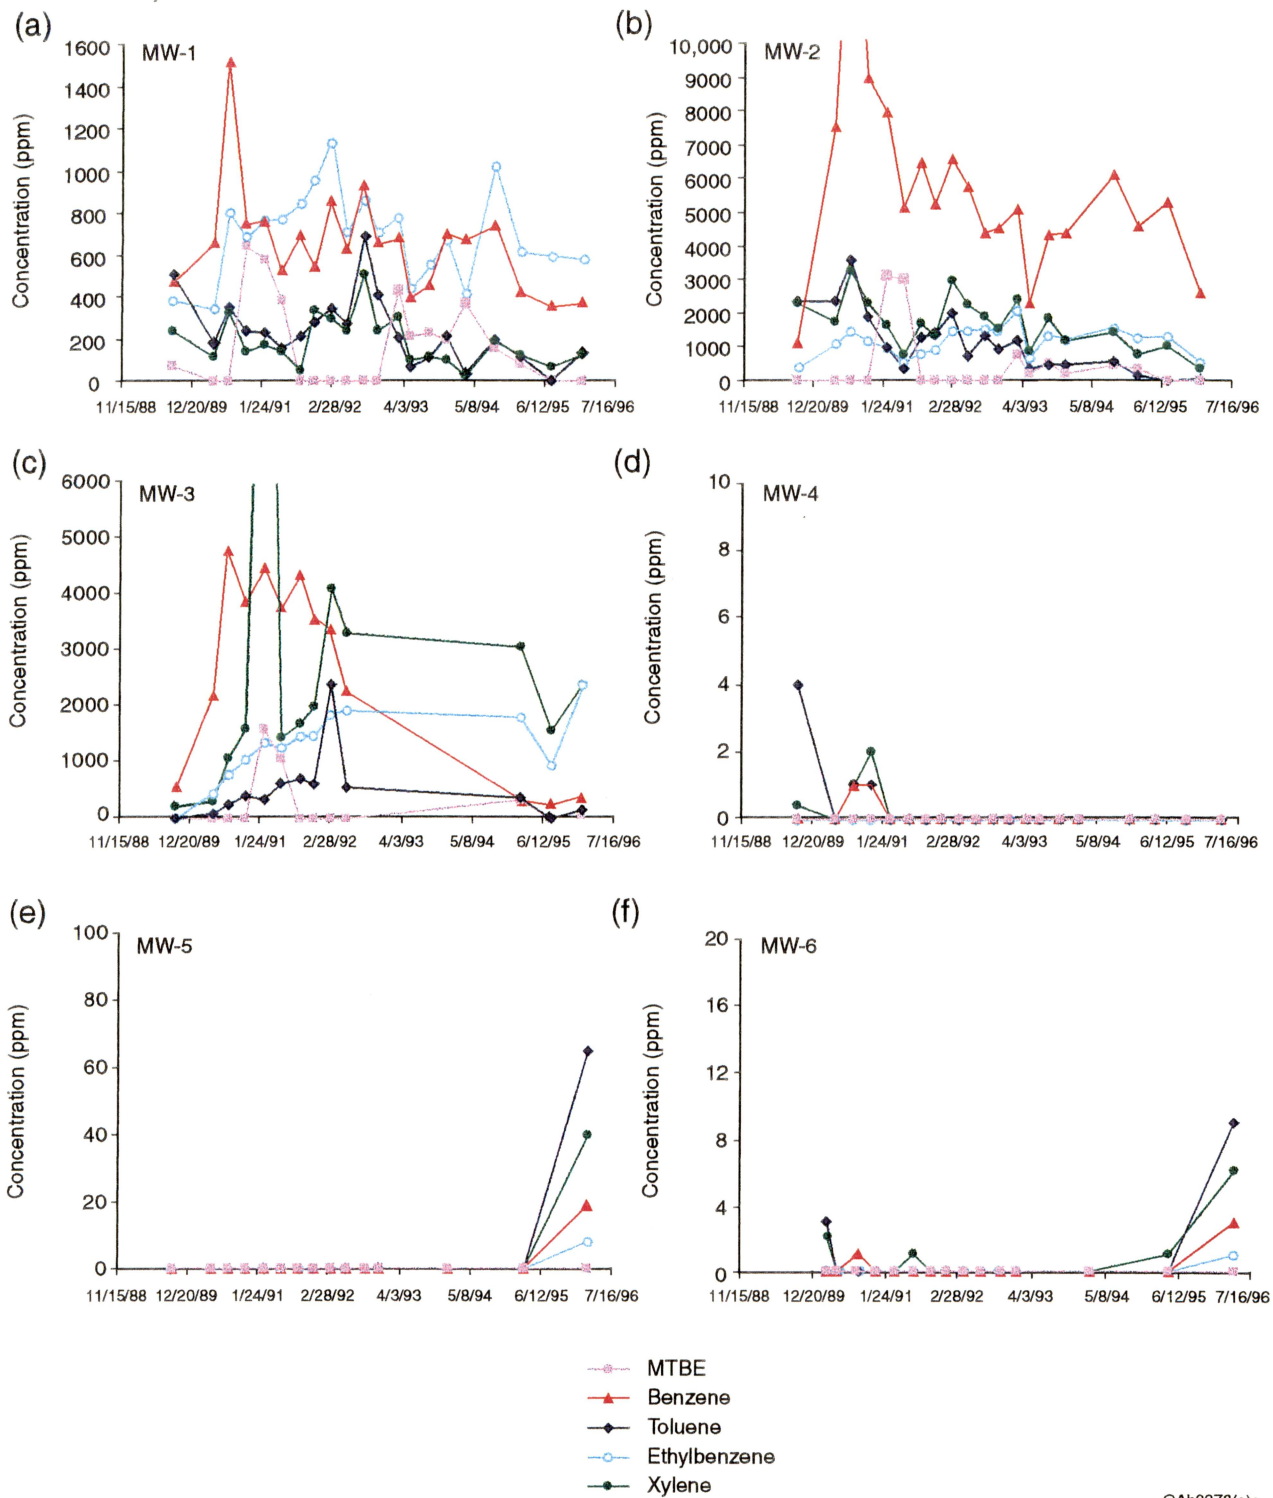 (a)
MW-1
Concentration (ppm)
1600
1400
1200
1000
800
600
400
200
0
11/15/88 12/20/89 1/24/91 2/28/92 4/3/93 5/8/94 6/12/95 7/16/96
(b)
MW-2
Concentration (ppm)
10,000
9000
8000
7000
6000
5000
4000
3000
2000
1000
0
11/15/88 12/20/89 1/24/91 2/28/92 4/3/93 5/8/94 6/12/95 7/16/96
(c)
MW-3
Concentration (ppm)
6000
5000
4000
3000
2000
1000
0
11/15/88 12/20/89 1/24/91 2/28/92 4/3/93 5/8/94 6/12/95 7/16/96
(d)
MW-4
Concentration (ppm)
10
8
6
4
2
0
11/15/88 12/20/89 1/24/91 2/28/92 4/3/93 5/8/94 6/12/95 7/16/96
(e)
MW-5
Concentration (ppm)
100
80
60
40
20
0
11/15/88 12/20/89 1/24/91 2/28/92 4/3/93 5/8/94 6/12/95 7/16/96
(f)
MW-6
Concentration (ppm)
20
16
12
8
4
0
11/15/88 12/20/89 1/24/91 2/28/92 4/3/93 5/8/94 6/12/95 7/16/96
MTBE
Benzene
Toluene
Ethylbenzene
Xylene